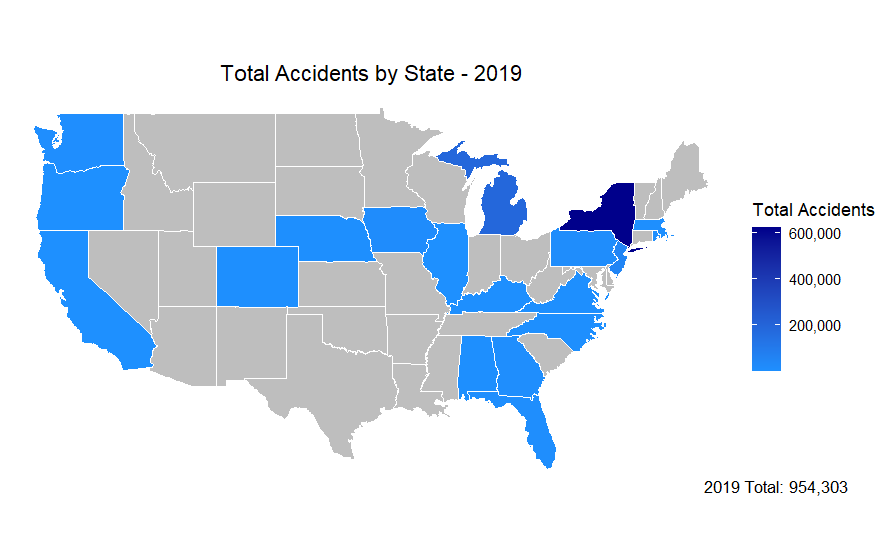 Total Accidents by State - 2019
Total Accidents
600,000
400,000
200,000
2019 Total: 954,303